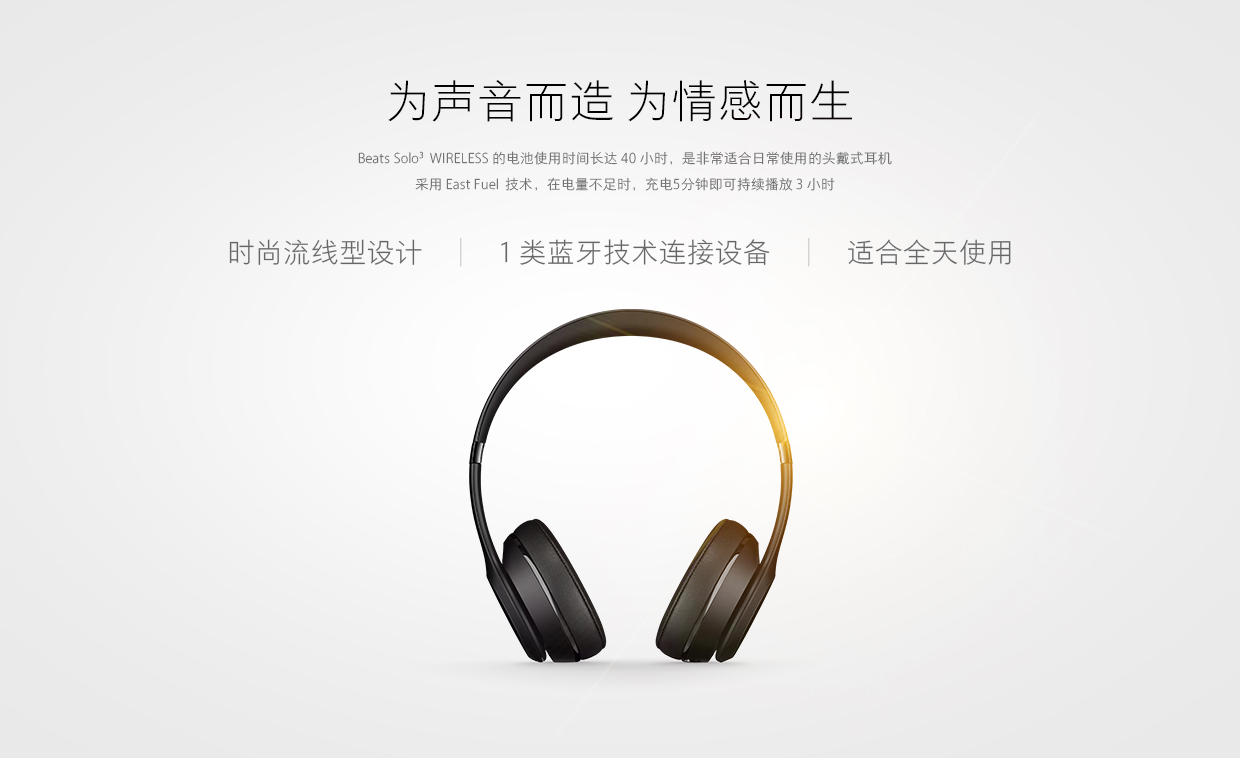 为声音而造 为情感而生
Beats Solo³ WIRELESS 的电池使用时间长达 40 小时，是非常适合日常使用的头戴式耳机
采用 East Fuel 技术，在电量不足时，充电5分钟即可持续播放 3 小时
时尚流线型设计 | 1 类蓝牙技术连接设备 | 适合全天使用